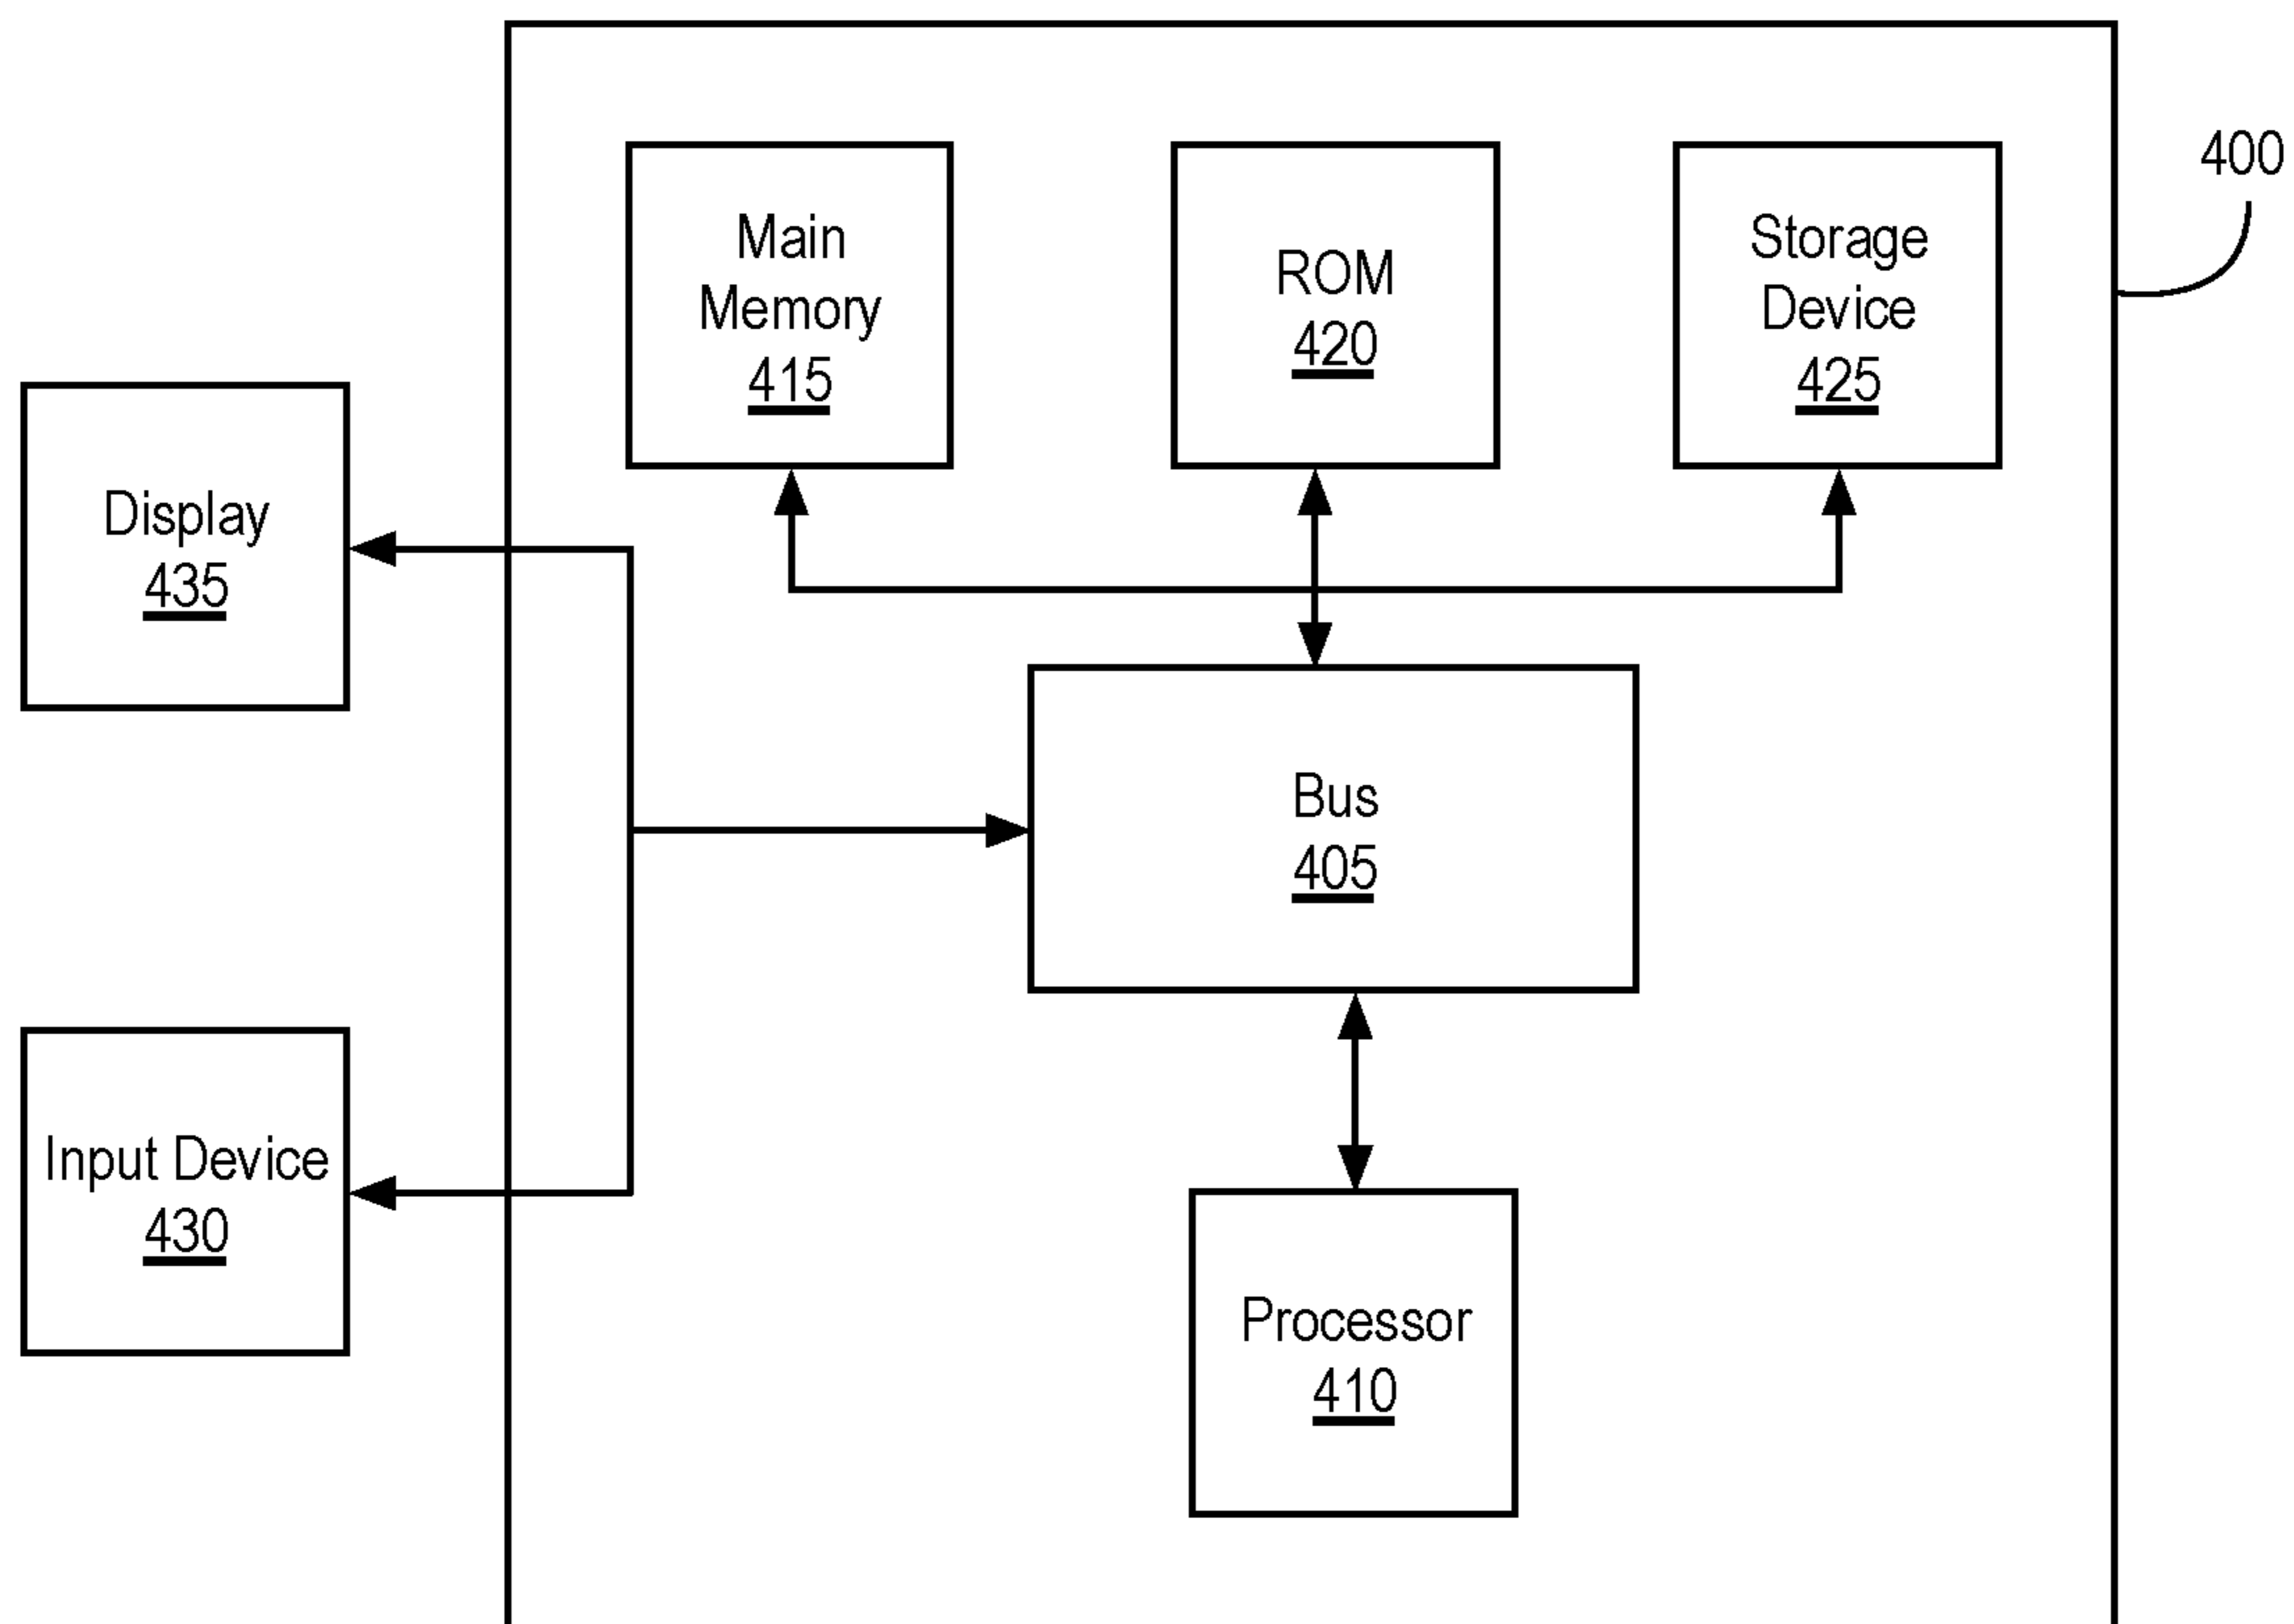 400
Main
Memory
415
ROM
420
Storage
Device
425
Display
435
Bus
405
Input Device
430
Processor
410